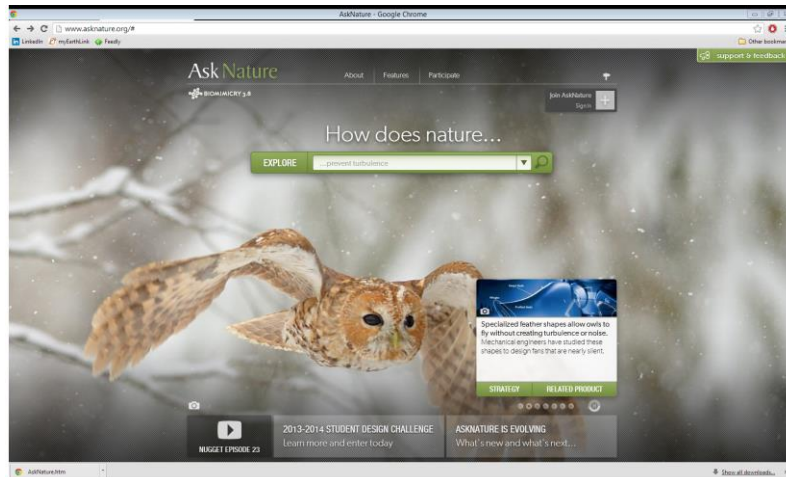 AskNature - Google Chrome
www.asknature.org/#
LinkedIn myEarthLink Feedly
Other bookmar
support & feedback
AskNature
About Features Participate
BIOMIMICRY 3.8
Join AskNature
Sign in
How does nature...
EXPLORE ...prevent turbulence
Specialized feather shapes allow owls to
fly without creating turbulence or noise.
Mechanical engineers have studied these
shapes to design fans that are nearly silent.
STRATEGY RELATED PRODUCT
NUGGET EPISODE 23
2013-2014 STUDENT DESIGN CHALLENGE
Learn more and enter today
ASKNATURE IS EVOLVING
What's new and what's next...
AskNature.htm
Show all downloads...